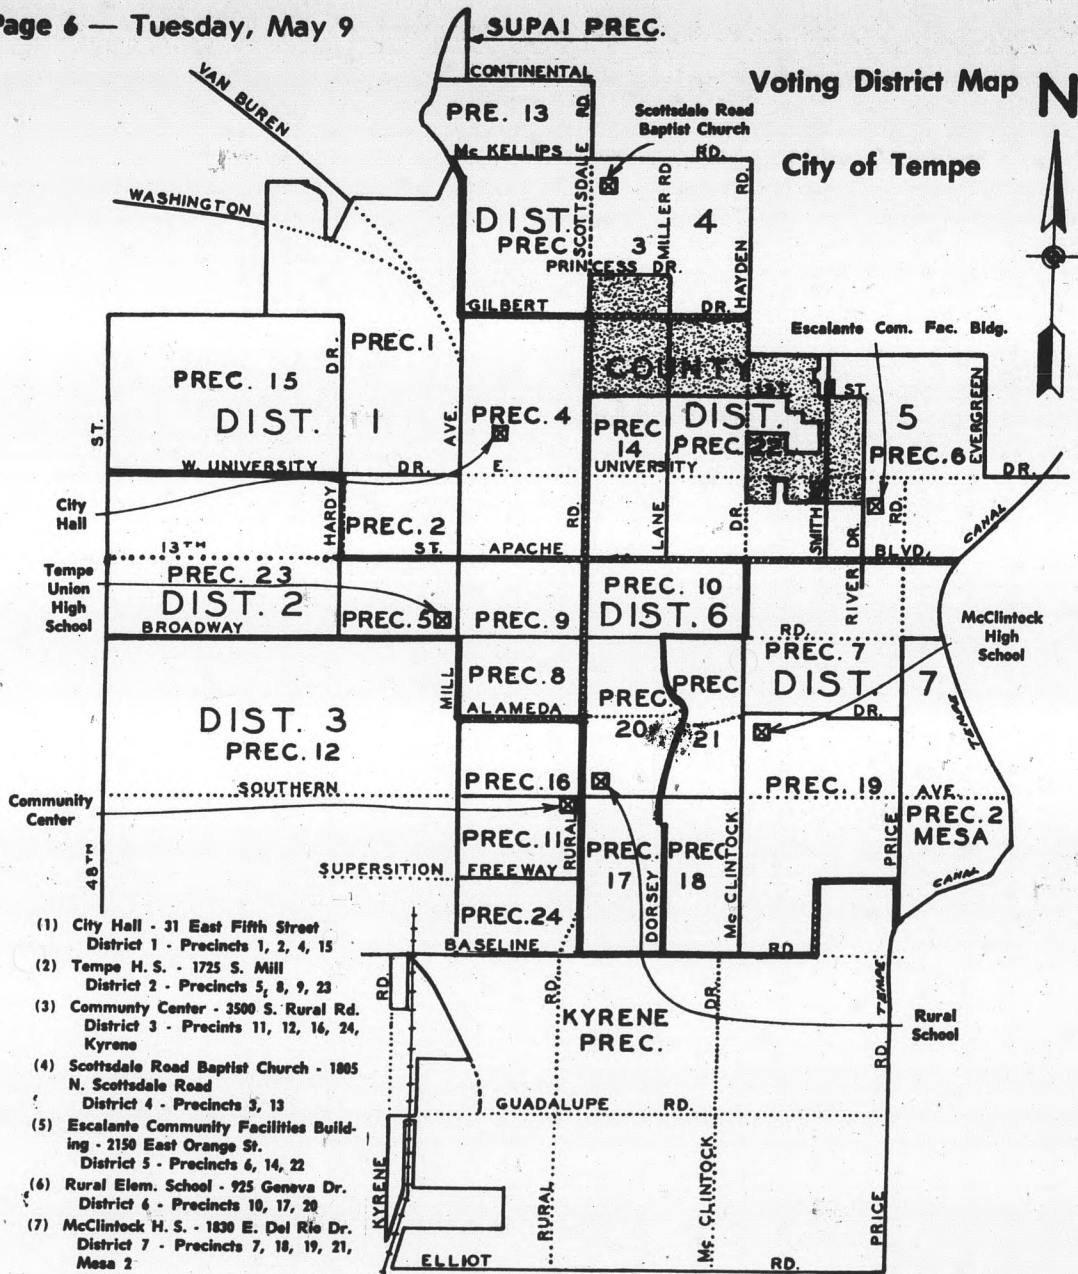 Page 6 — Tuesday, May 9
SUPAI PREC.
Voting District Map
N
City of Tempe
VAN BUREN
CONTINENTAL
PRE. 13
RD.
Scottsdale Road
Baptist Church
Mc KELLIPS
RD.
WASHINGTON
DIST. 4
PREC 3
SCOTTSDALE
MILLER RD
HAYDEN RD.
PRINCESS DR.
GILBERT DR.
Escalante Com. Fac. Bldg.
PREC. 1
DR.
PREC. 15
DIST. 1
COUNTY
1ST. ST.
PREC. 4
AVE.
ST.
PREC 14
DIST. 5
PREC. 22
PREC. 6
EVERGREEN
W. UNIVERSITY DR. E. UNIVERSITY DR.
City
Hall
HARDY
PREC. 2
RD.
LANE
DR.
SMITH
DR.
RD.
CANAL
13TH ST. APACHE BLVD.
Tempe
Union
High
School
PREC. 23
DIST. 2
BROADWAY RD.
PREC. 5
PREC. 9
PREC. 10
DIST. 6
RIVER
McClintock
High
School
PREC. 7
DIST. 7
DR.
MILL
PREC. 8
ALAMEDA
PREC. 20
PREC 21
TEMPE
DIST. 3
PREC. 12
PREC. 16
PREC. 19
SOUTHERN AVE.
Community
Center
PREC. 2
MESA
PREC. 11
RURAL
PREC. 17
PREC 18
DORSEY
Mc CLINTOCK
PRICE
CANAL
48TH
SUPERSITION FREEWAY
PREC. 24
BASELINE RD
(1) City Hall - 31 East Fifth Street
District 1 - Precincts 1, 2, 4, 15
(2) Tempe H. S. - 1725 S. Mill
District 2 - Precincts 5, 8, 9, 23
(3) Communty Center - 3500 S. Rural Rd.
District 3 - Precints 11, 12, 16, 24,
Kyrene
(4) Scottsdale Road Baptist Church - 1805
N. Scottsdale Road
District 4 - Precincts 3, 13
(5) Escalante Community Facilities Build-
ing - 2150 East Orange St.
District 5 - Precincts 6, 14, 22
(6) Rural Elem. School - 925 Geneva Dr.
District 6 - Precincts 10, 17, 20
(7) McClintock H. S. - 1830 E. Del Rio Dr.
District 7 - Precincts 7, 18, 19, 21,
Mesa 2
RD.
RD.
DR.
TEMPE
KYRENE
PREC.
Rural
School
RD.
GUADALUPE RD.
KYRENE
RURAL
Mc. CLINTOCK
PRICE
ELLIOT RD.